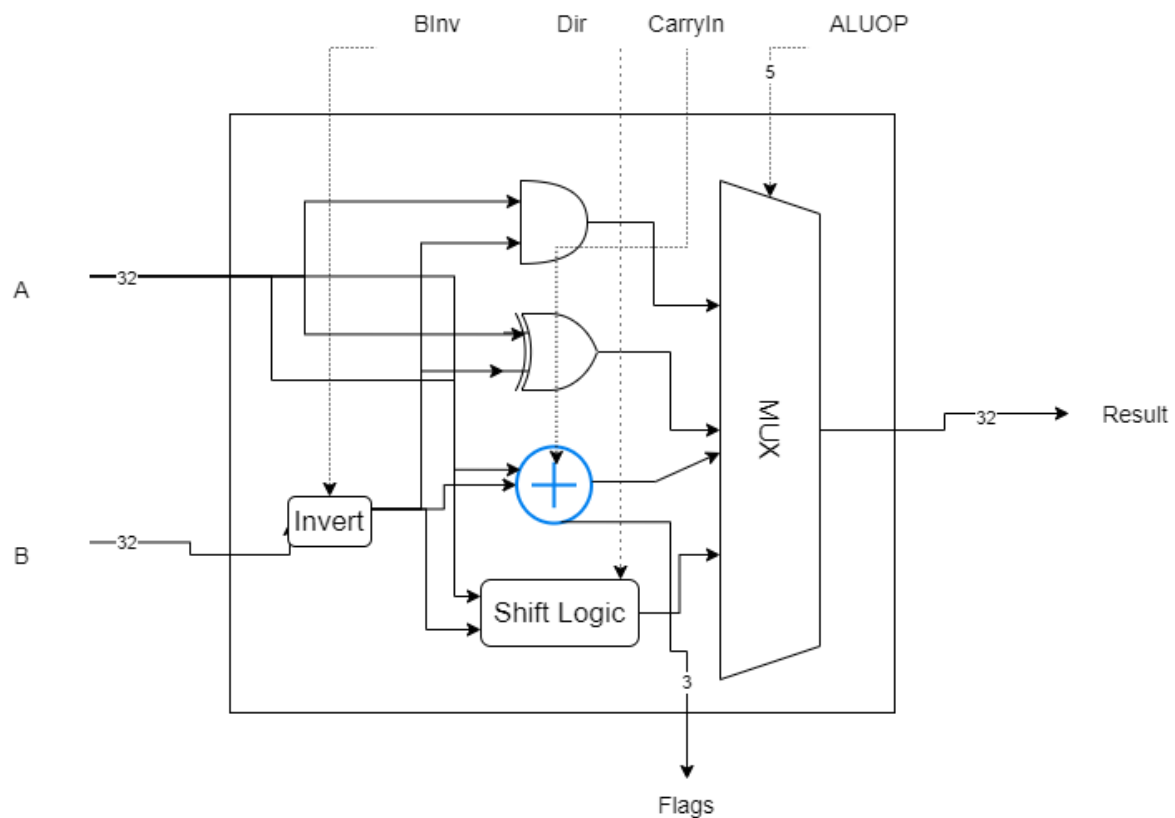 BInv
Dir
CarryIn
ALUOP
5
A
32
MUX
32
Result
Invert
B
32
Shift Logic
3
Flags